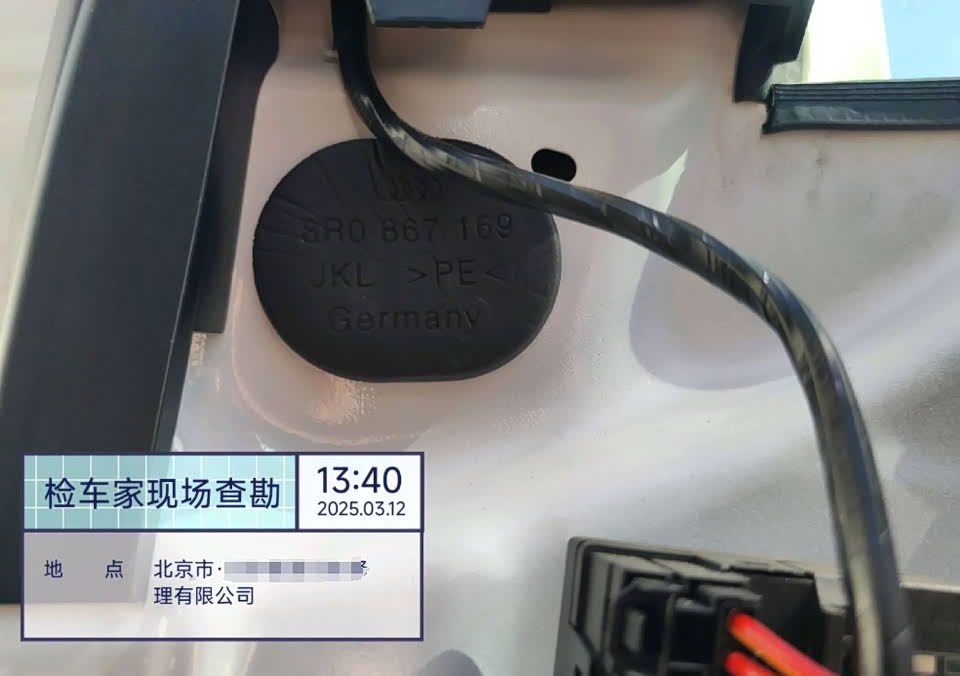 8R0 867 169
JKL >PE<
Germany
检车家现场查勘
13:40
2025.03.12
地 点
北京市·
理有限公司